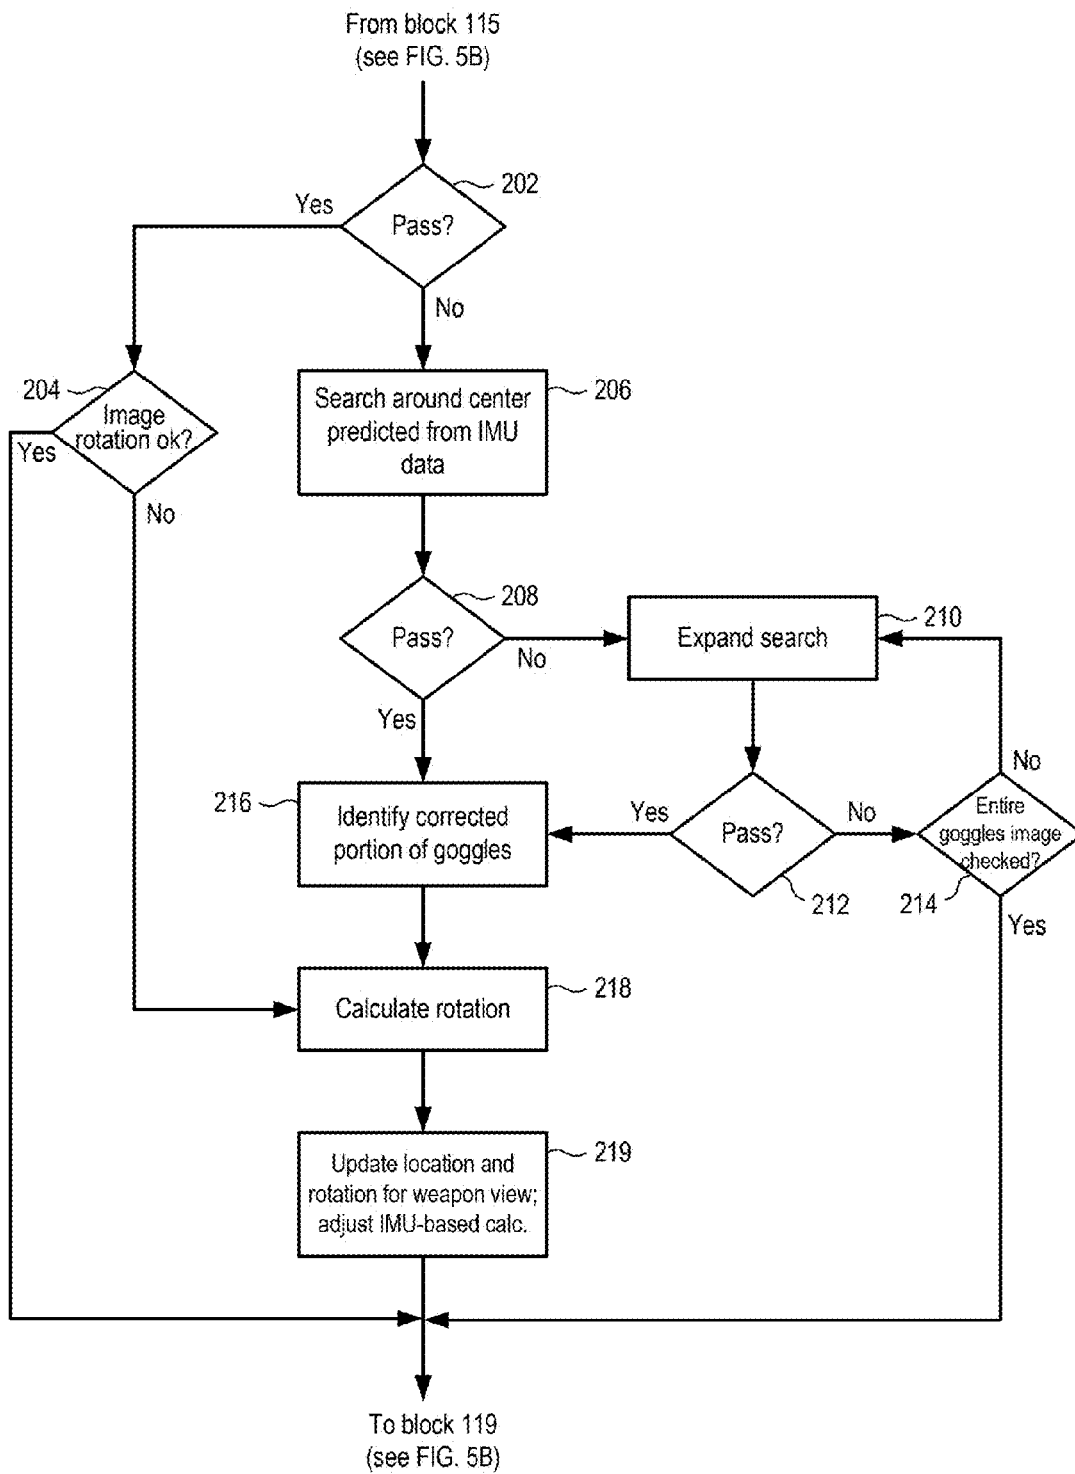 From block 115
(see FIG. 5B)
202
Yes
Pass?
No
204
Image
rotation ok?
Yes
No
Search around center
predicted from IMU
data
206
208
Pass?
No
Yes
Expand search
210
216
Identify corrected
portion of goggles
Yes
Pass?
No
212
No
Entire
goggles image
checked?
214
Yes
Calculate rotation
218
Update location and
rotation for weapon view;
adjust IMU-based calc.
219
To block 119
(see FIG. 5B)